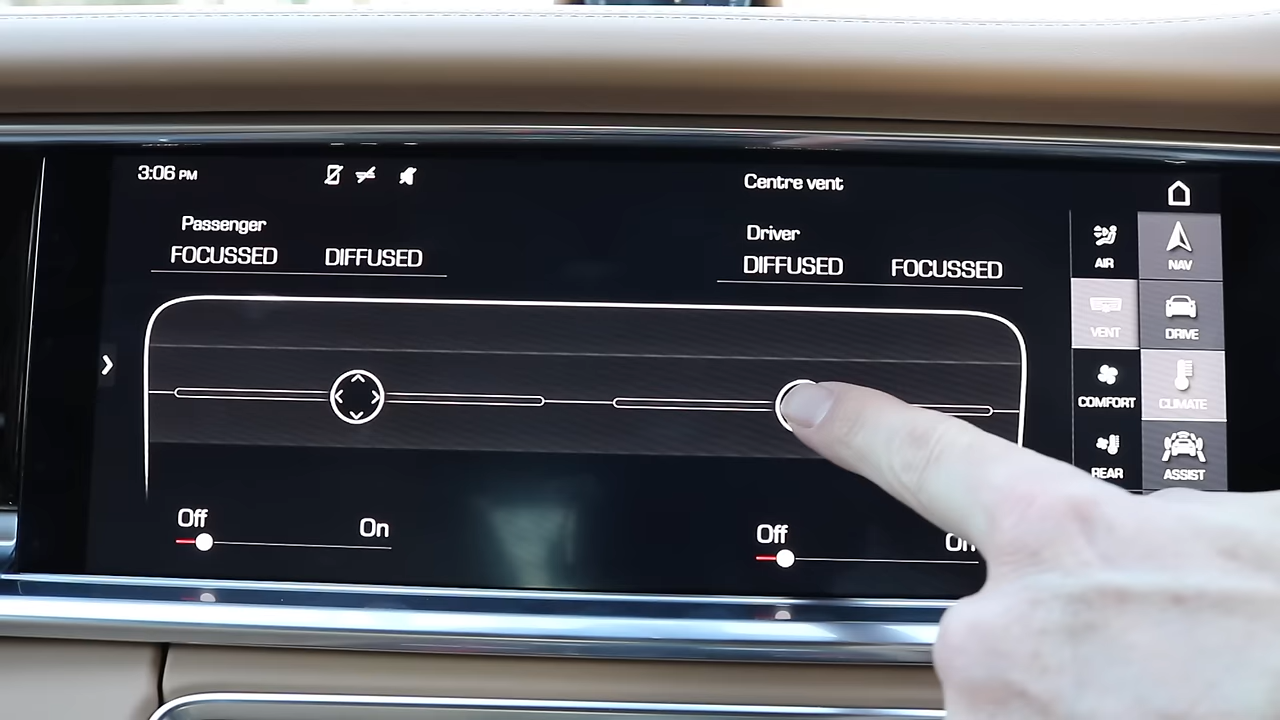 3:06 PM
Centre vent
Passenger
FOCUSSED DIFFUSED
Driver
DIFFUSED FOCUSSED
AIR
NAV
VENT
DRIVE
COMFORT
CLIMATE
REAR
ASSIST
Off On
Off On